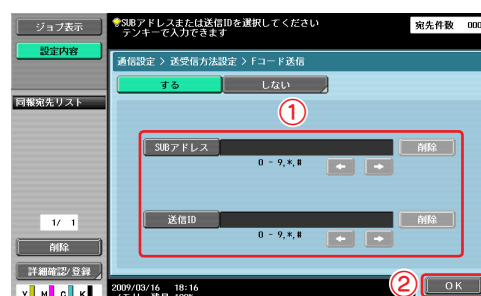 ジョブ表示
設定内容
同報宛先リスト
1/ 1
削除
詳細確認/登録
Y M C K
SUBアドレスまたは送信IDを選択してください
テンキーで入力できます
宛先件数 000
通信設定 > 送受信方法設定 > Fコード送信
する
しない
①
SUBアドレス
削除
0 - 9,*,#
← →
送信ID
削除
0 - 9,*,#
← →
2009/03/16 18:16
②
OK